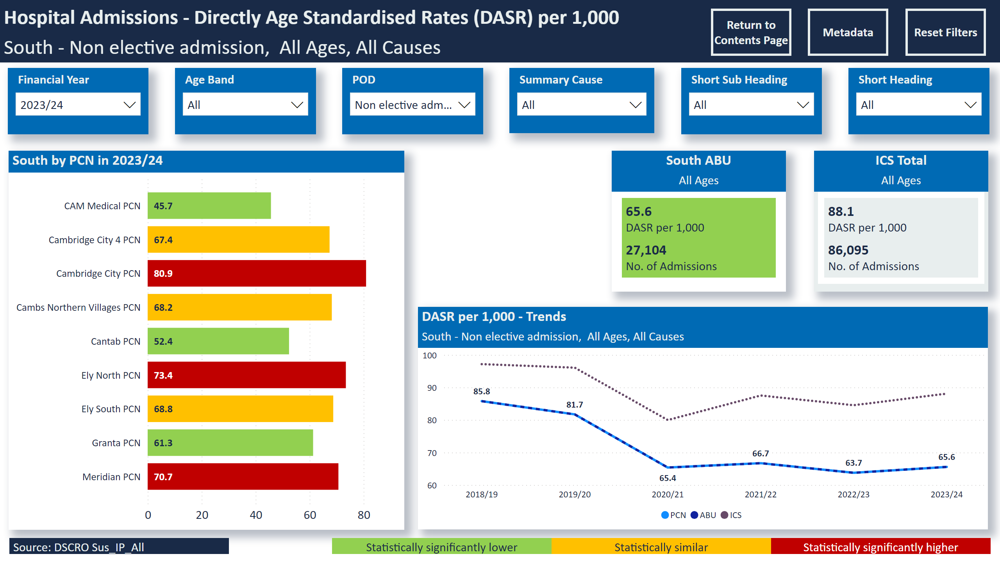 Hospital Admissions - Directly Age Standardised Rates (DASR) per 1,000
South - Non elective admission,  All Ages, All Causes
Return to
Contents Page
Metadata
Reset Filters
Financial Year
2023/24
Age Band
All
POD
Non elective adm...
Summary Cause
All
Short Sub Heading
All
Short Heading
All
South by PCN in 2023/24
CAM Medical PCN 45.7
Cambridge City 4 PCN 67.4
Cambridge City PCN 80.9
Cambs Northern Villages PCN 68.2
Cantab PCN 52.4
Ely North PCN 73.4
Ely South PCN 68.8
Granta PCN 61.3
Meridian PCN 70.7
0 20 40 60 80
South ABU
All Ages
65.6
DASR per 1,000
27,104
No. of Admissions
ICS Total
All Ages
88.1
DASR per 1,000
86,095
No. of Admissions
DASR per 1,000 - Trends
South - Non elective admission,  All Ages, All Causes
100
90
80
70
60
85.8
81.7
65.4
66.7
63.7
65.6
2018/19 2019/20 2020/21 2021/22 2022/23 2023/24
PCN ABU ICS
Source: DSCRO Sus_IP_All
Statistically significantly lower
Statistically similar
Statistically significantly higher